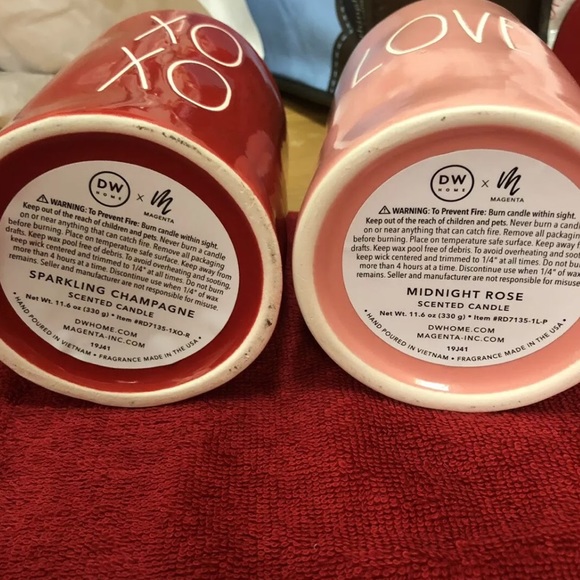 XO
XO
DW
HOME
x
MAGENTA
WARNING: To Prevent Fire: Burn candle within sight.
Keep out of the reach of children and pets. Never burn a candle
on or near anything that can catch fire. Remove all packaging
before burning. Place on temperature safe surface. Keep away from
drafts. Keep wax pool free of debris. To avoid overheating and sooting,
keep wick centered and trimmed to 1/4" at all times. Do not burn
more than 4 hours at a time. Discontinue use when 1/4" of wax
remains. Seller and manufacturer are not responsible for misuse.
SPARKLING CHAMPAGNE
SCENTED CANDLE
Net Wt. 11.6 oz (330 g) • Item #RD7135-1XO-R
DWHOME.COM
MAGENTA-INC.COM
19J41
• HAND POURED IN VIETNAM • FRAGRANCE MADE IN THE USA •
LOVE
DW
HOME
x
MAGENTA
WARNING: To Prevent Fire: Burn candle within sight.
Keep out of the reach of children and pets. Never burn a candle
on or near anything that can catch fire. Remove all packaging
before burning. Place on temperature safe surface. Keep away
drafts. Keep wax pool free of debris. To avoid overheating and
keep wick centered and trimmed to 1/4" at all times. Do not burn
more than 4 hours at a time. Discontinue use when 1/4" of wax
remains. Seller and manufacturer are not responsible for misuse.
MIDNIGHT ROSE
SCENTED CANDLE
Net Wt. 11.6 oz (330 g) • Item #RD7135-1L-P
DWHOME.COM
MAGENTA-INC.COM
19J41
• HAND POURED IN VIETNAM • FRAGRANCE MADE IN THE USA •